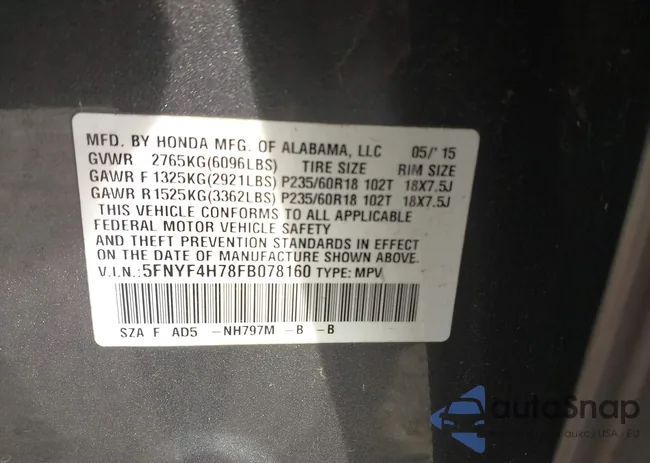 MFD. BY HONDA MFG. OF ALABAMA, LLC 05/'15
GVWR 2765KG(6096LBS) TIRE SIZE RIM SIZE
GAWR F 1325KG(2921LBS) P235/60R18 102T 18X7.5J
GAWR R1525KG(3362LBS) P235/60R18 102T 18X7.5J
THIS VEHICLE CONFORMS TO ALL APPLICABLE
FEDERAL MOTOR VEHICLE SAFETY
AND THEFT PREVENTION STANDARDS IN EFFECT
ON THE DATE OF MANUFACTURE SHOWN ABOVE.
V.I.N.: 5FNYF4H78FB078160 TYPE: MPV
SZA F AD5 -NH797M -B -B
autoSnap
USA - EU